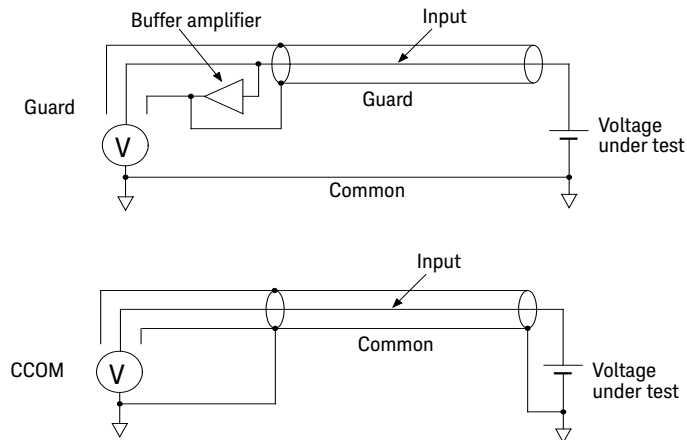 Buffer amplifier
Input
Guard
Guard
V
Voltage
under test
Common
Input
Common
CCOM
V
Voltage
under test